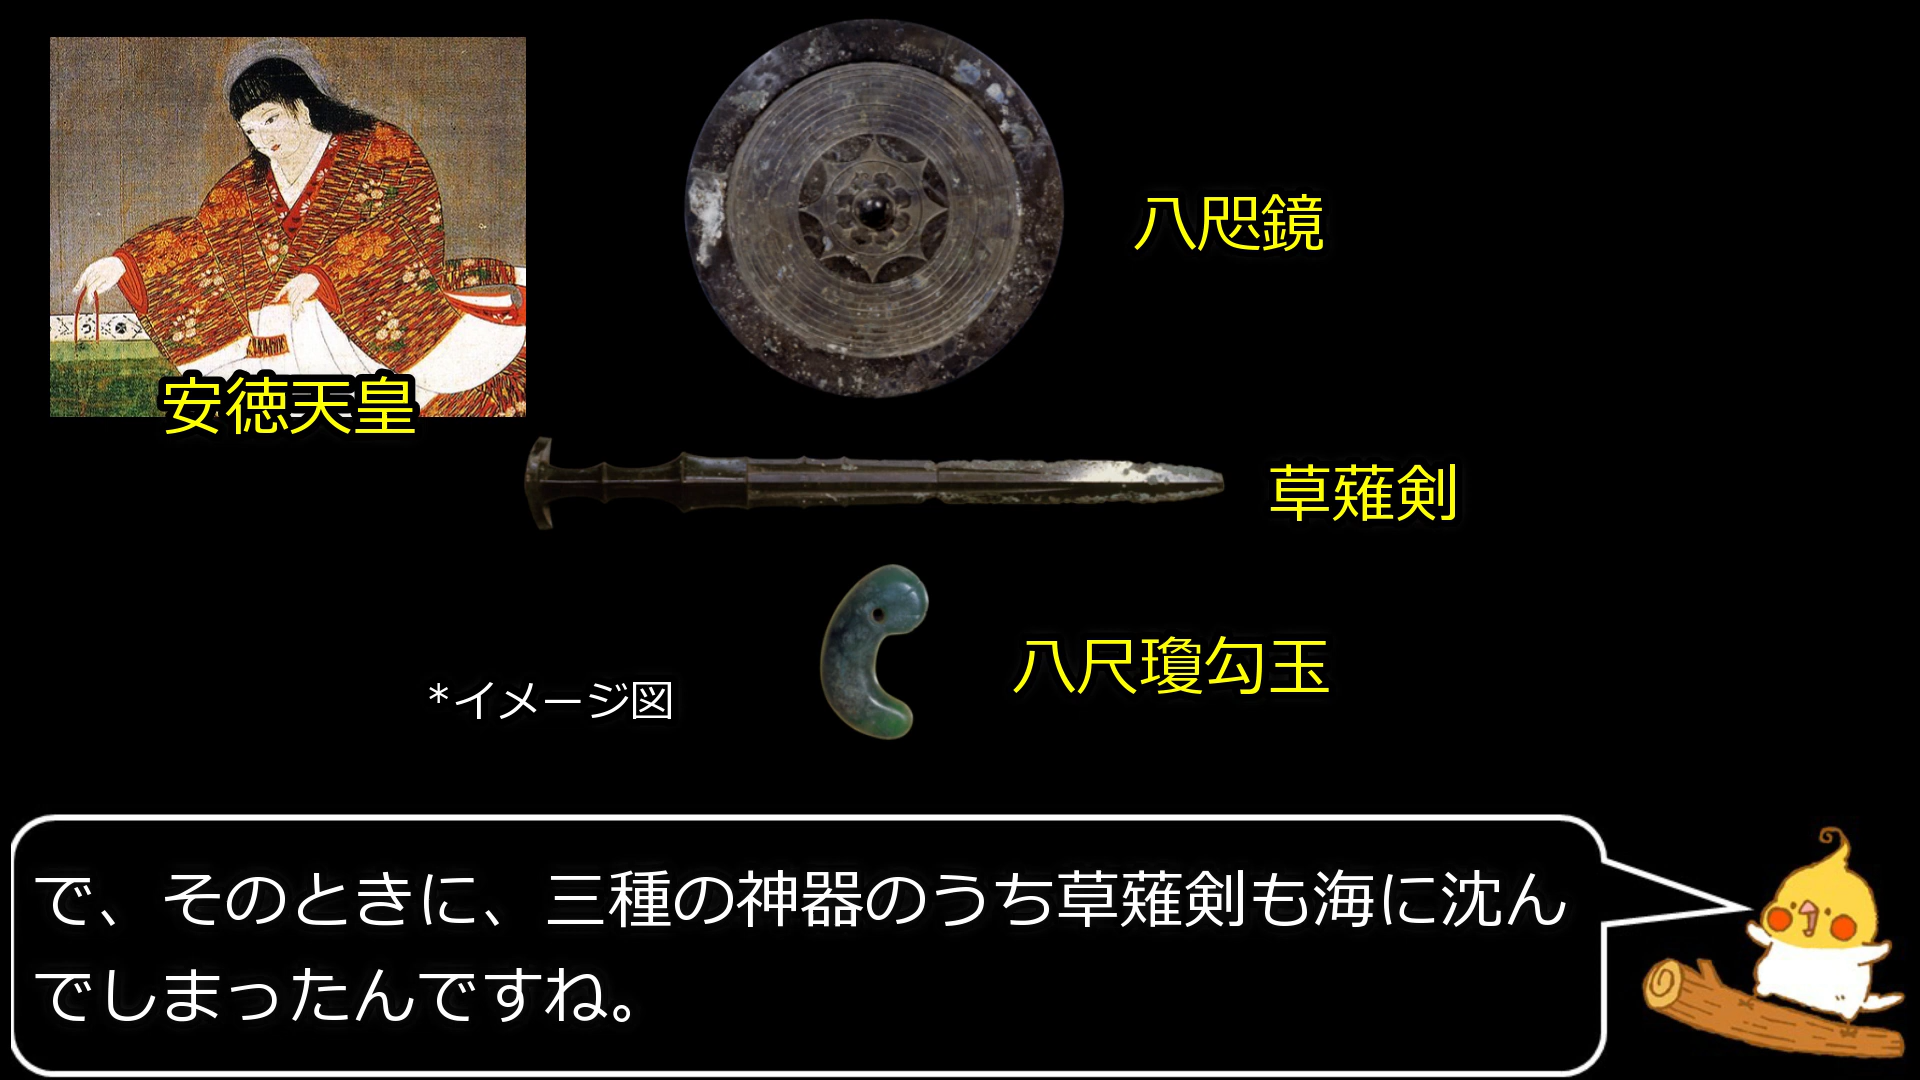 安徳天皇
八咫鏡
草薙剣
八尺瓊勾玉
*イメージ図
で、そのときに、三種の神器のうち草薙剣も海に沈ん
でしまったんですね。